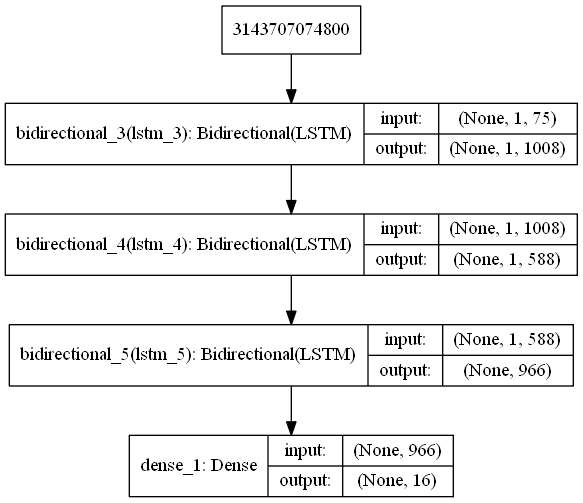 3143707074800
bidirectional_3(lstm_3): Bidirectional(LSTM)
input: (None, 1, 75)
output: (None, 1, 1008)
bidirectional_4(lstm_4): Bidirectional(LSTM)
input: (None, 1, 1008)
output: (None, 1, 588)
bidirectional_5(lstm_5): Bidirectional(LSTM)
input: (None, 1, 588)
output: (None, 966)
dense_1: Dense
input: (None, 966)
output: (None, 16)